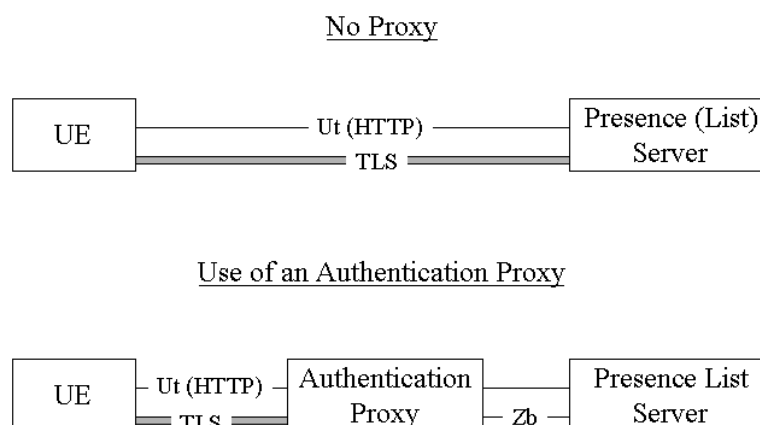 No Proxy
UE
Ut (HTTP)
TLS
Presence (List)
Server
Use of an Authentication Proxy
UE
Ut (HTTP)
TLS
Authentication
Proxy
Zb
Presence List
Server